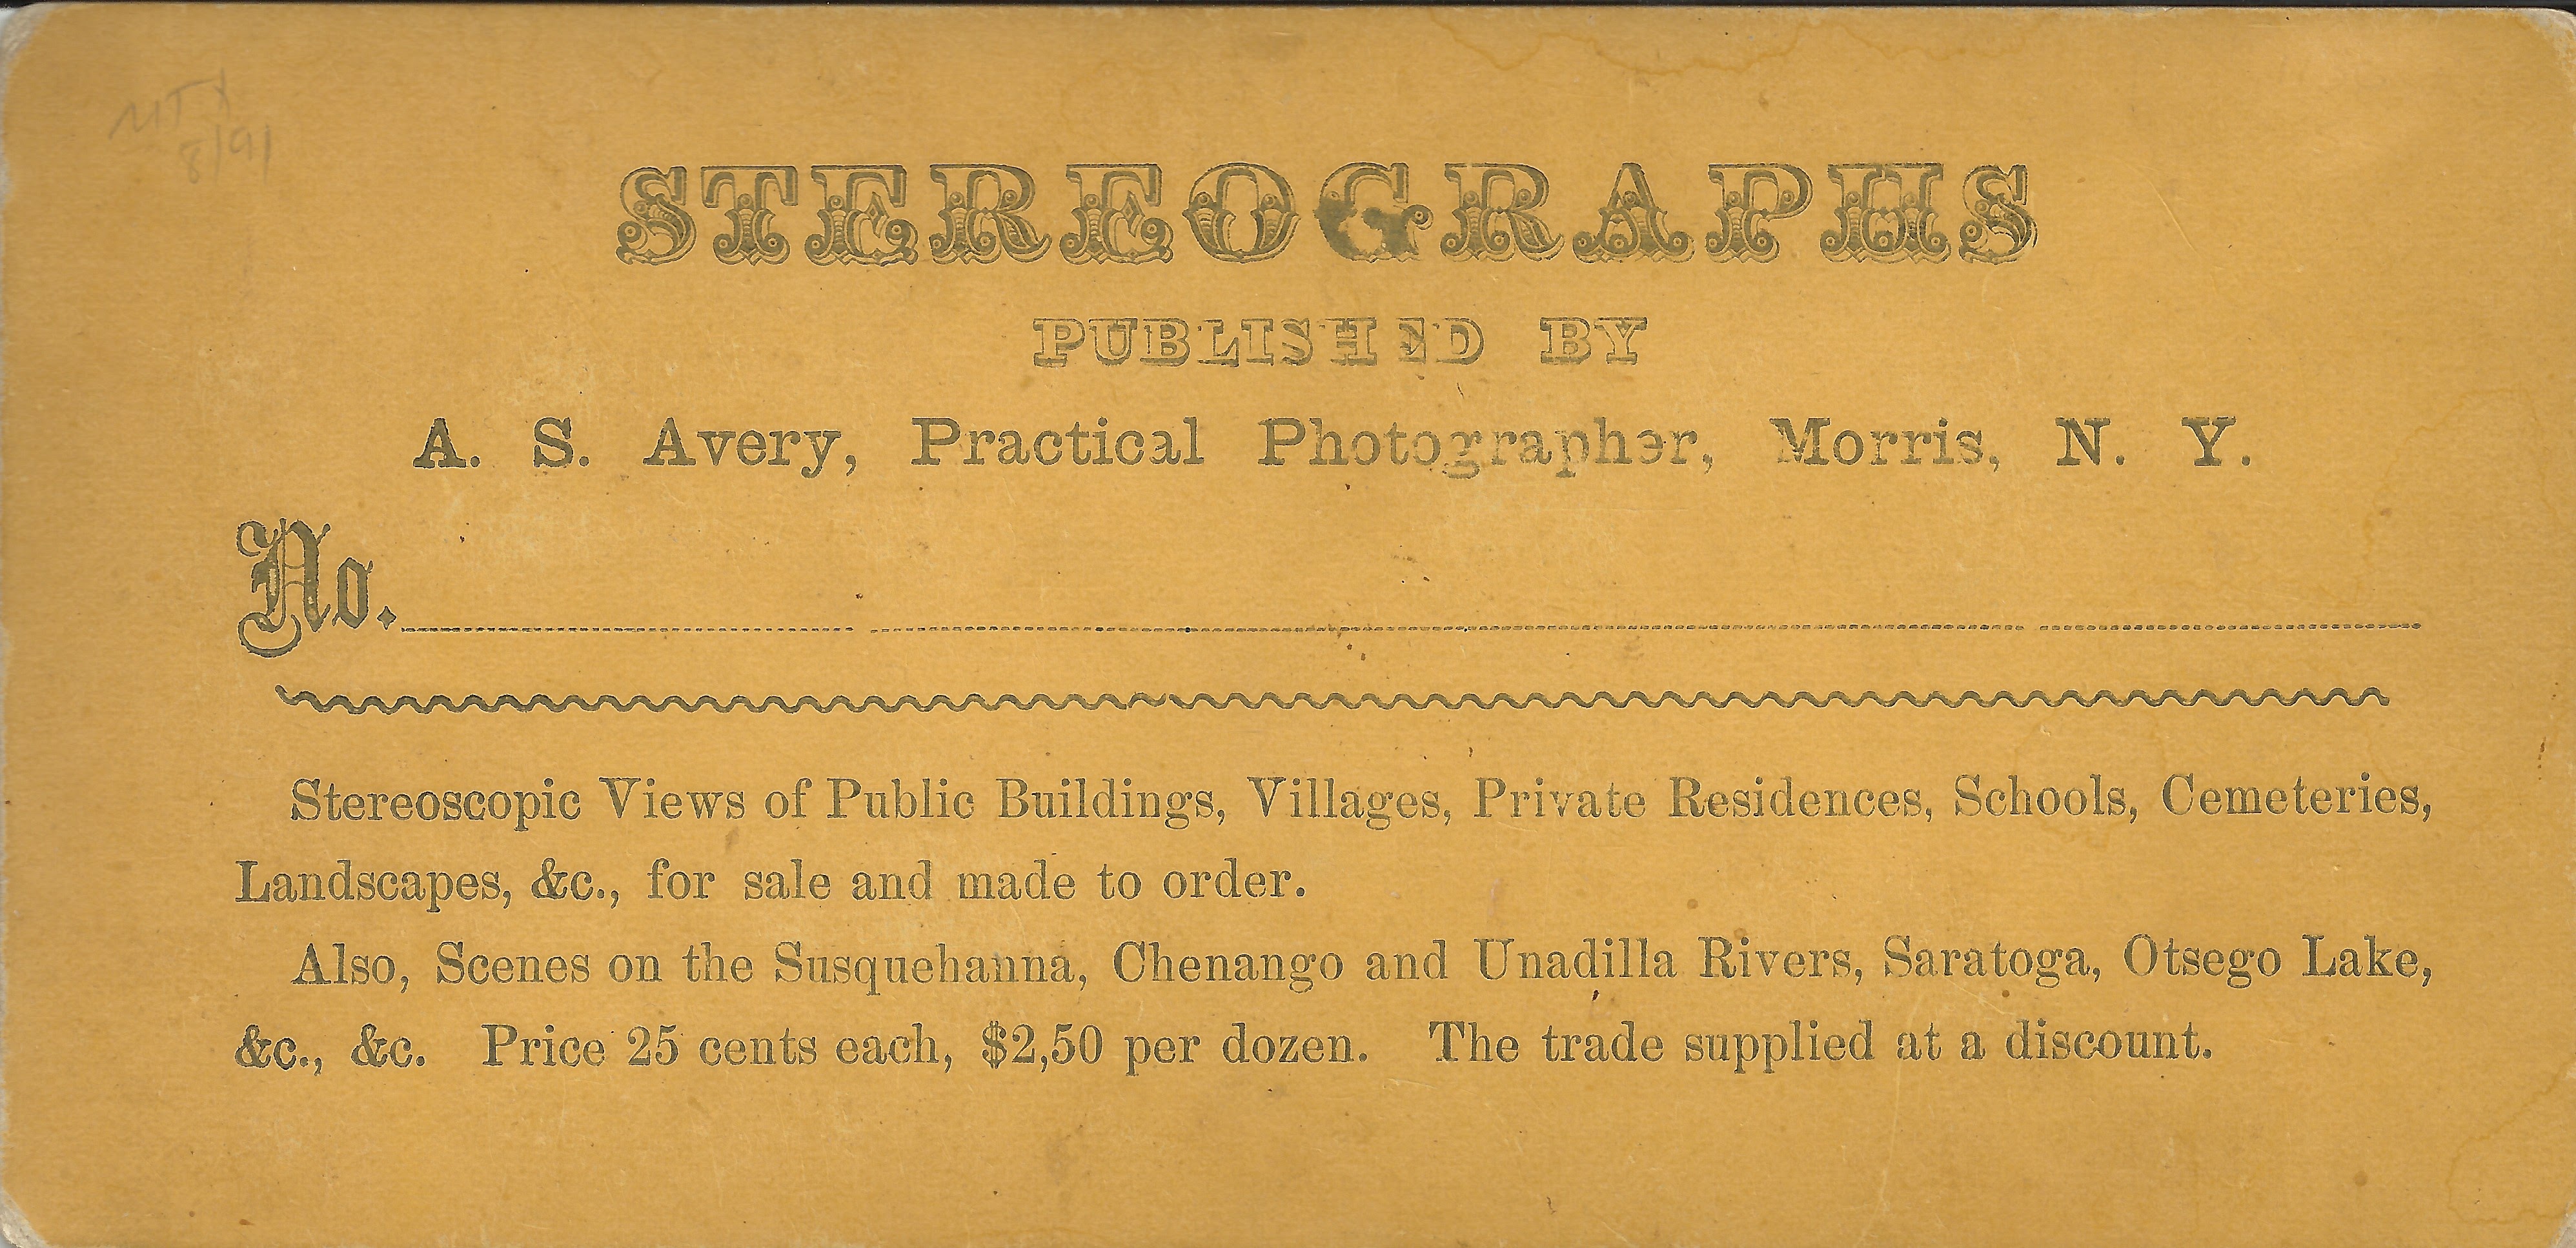 STEREOGRAPHS
PUBLISHED BY
A. S. Avery, Practical Photographer, Morris, N. Y.
No.
Stereoscopic Views of Public Buildings, Villages, Private Residences, Schools, Cemeteries,
Landscapes, &c., for sale and made to order.
Also, Scenes on the Susquehanna, Chenango and Unadilla Rivers, Saratoga, Otsego Lake,
&c., &c. Price 25 cents each, $2,50 per dozen. The trade supplied at a discount.
8/91